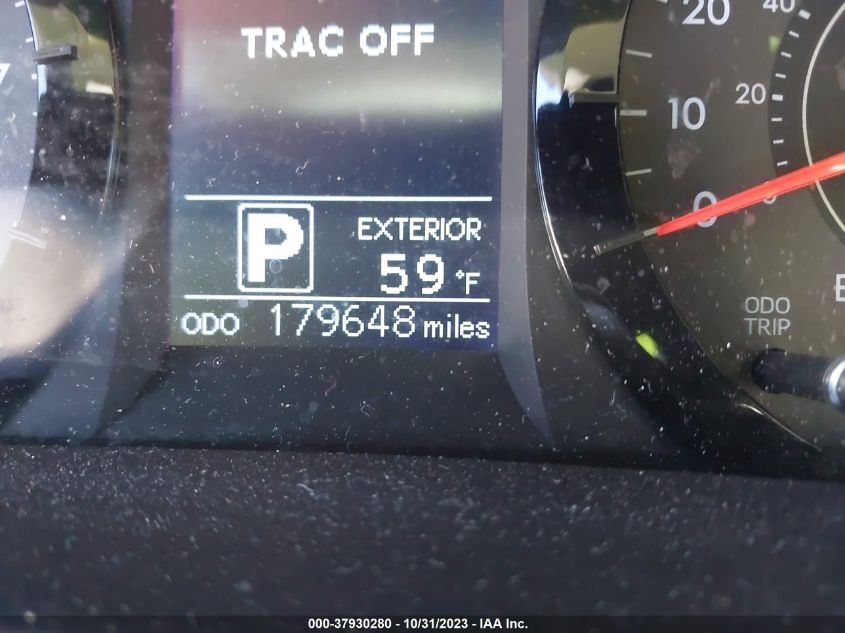 TRAC OFF
7
20
40
20
10
0
P
EXTERIOR
59 °F
ODO 179648 miles
ODO
TRIP
E
000-37930280 - 10/31/2023 - IAA Inc.